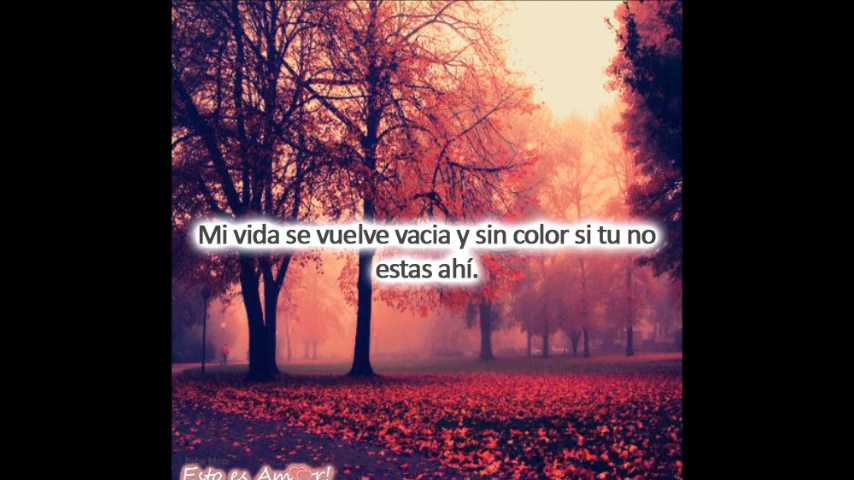 Mi vida se vuelve vacia y sin color si tu no
estas ahí.
Esto es Amor!